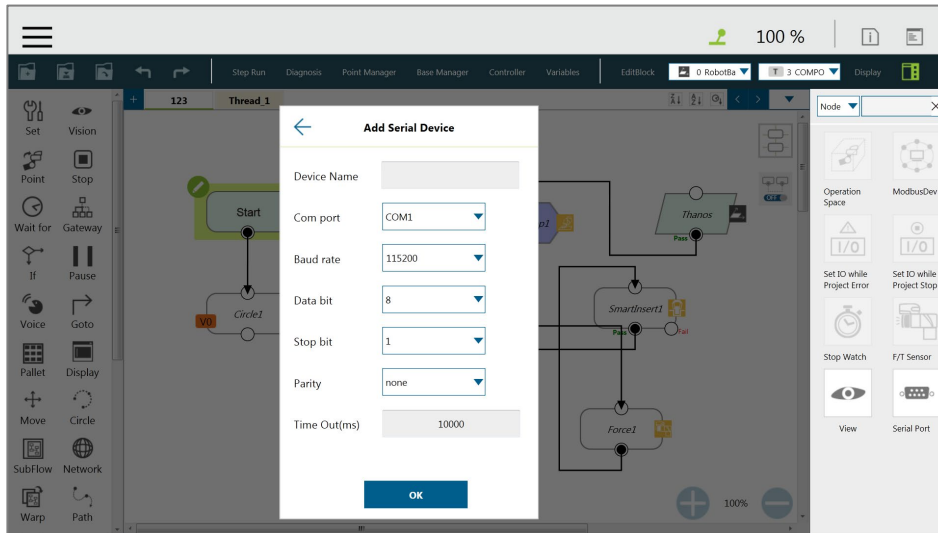 100 %
Step Run Diagnosis Point Manager Base Manager Controller Variables EditBlock 0 RobotBa T 3 COMPO Display
+ 123 Thread_1
Node
Set Vision
Point Stop
Wait for Gateway
If Pause
Voice Goto
Pallet Display
Move Circle
SubFlow Network
Warp Path
Start
V0 Circle1
Add Serial Device
Device Name
Com port COM1
Baud rate 115200
Data bit 8
Stop bit 1
Parity none
Time Out(ms) 10000
OK
p1
Thanos
Pass
OFF
SmartInsert1
Pass Fail
Force1
100%
Operation
Space
ModbusDev
I/O I/O
Set IO while
Project Error
Set IO while
Project Stop
Stop Watch F/T Sensor
View Serial Port